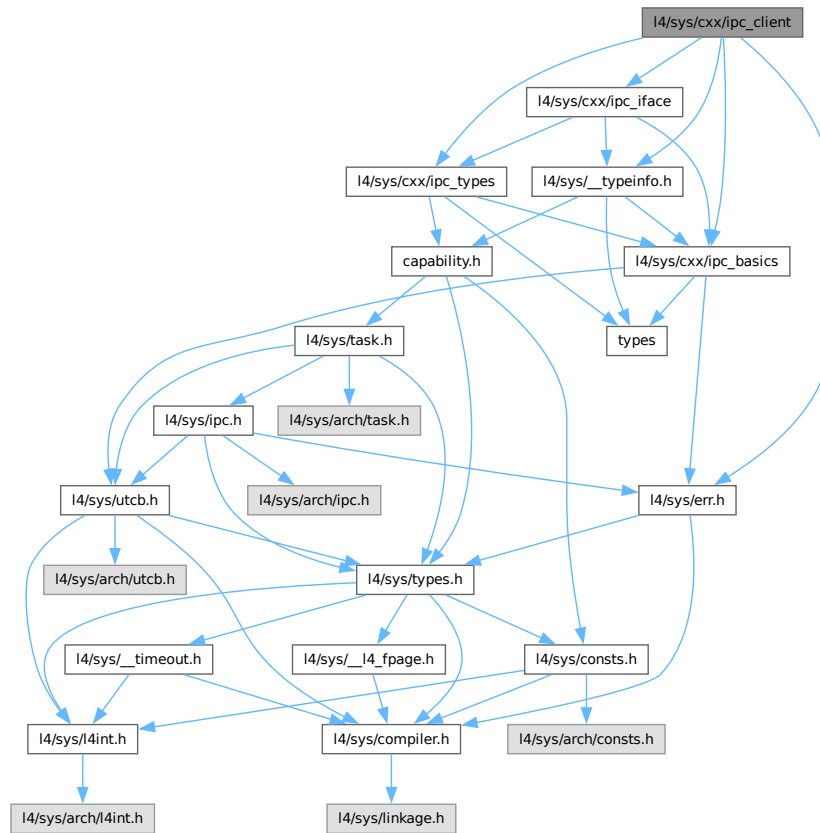 l4/sys/cxx/ipc_client
l4/sys/cxx/ipc_iface
l4/sys/cxx/ipc_types
l4/sys/__typeinfo.h
capability.h
l4/sys/cxx/ipc_basics
l4/sys/task.h
types
l4/sys/ipc.h
l4/sys/arch/task.h
l4/sys/utcb.h
l4/sys/arch/ipc.h
l4/sys/err.h
l4/sys/arch/utcb.h
l4/sys/types.h
l4/sys/__timeout.h
l4/sys/__l4_fpage.h
l4/sys/consts.h
l4/sys/l4int.h
l4/sys/compiler.h
l4/sys/arch/consts.h
l4/sys/arch/l4int.h
l4/sys/linkage.h